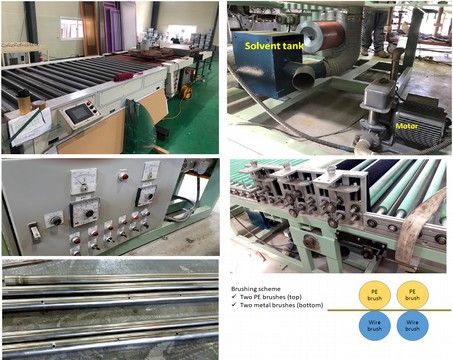 Solvent tank
Motor
Brushing scheme
✓ Two PE brushes (top)
✓ Two metal brushes (bottom)
PE
brush
PE
brush
Wire
brush
Wire
brush